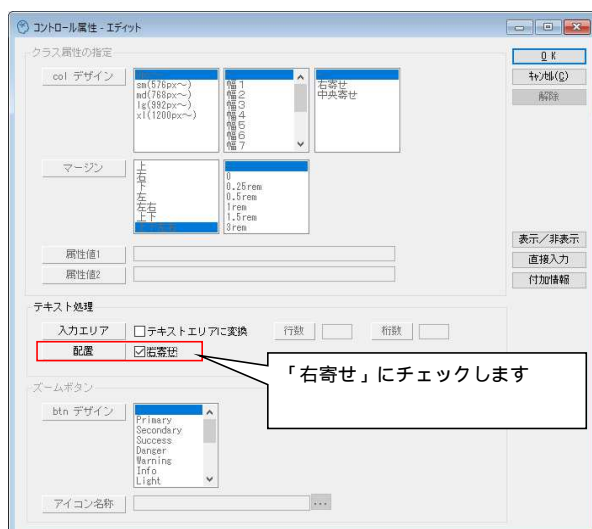 コントロール属性 - エディット
クラス属性の指定
col デザイン
sm(576px～)
md(768px～)
lg(992px～)
xl(1200px～)
幅1
幅2
幅3
幅4
幅5
幅6
幅7
右寄せ
中央寄せ
O K
キャンセル(C)
解除
マージン
上
右
下
左
左右
上下
0
0.25rem
0.5rem
1rem
1.5rem
3rem
属性値1
属性値2
表示／非表示
直接入力
付加情報
テキスト処理
入力エリア
テキストエリアに変換
行数
桁数
配置
右寄せ
「右寄せ」にチェックします
ズームボタン
btn デザイン
Primary
Secondary
Success
Danger
Warning
Info
Light
アイコン名称
...